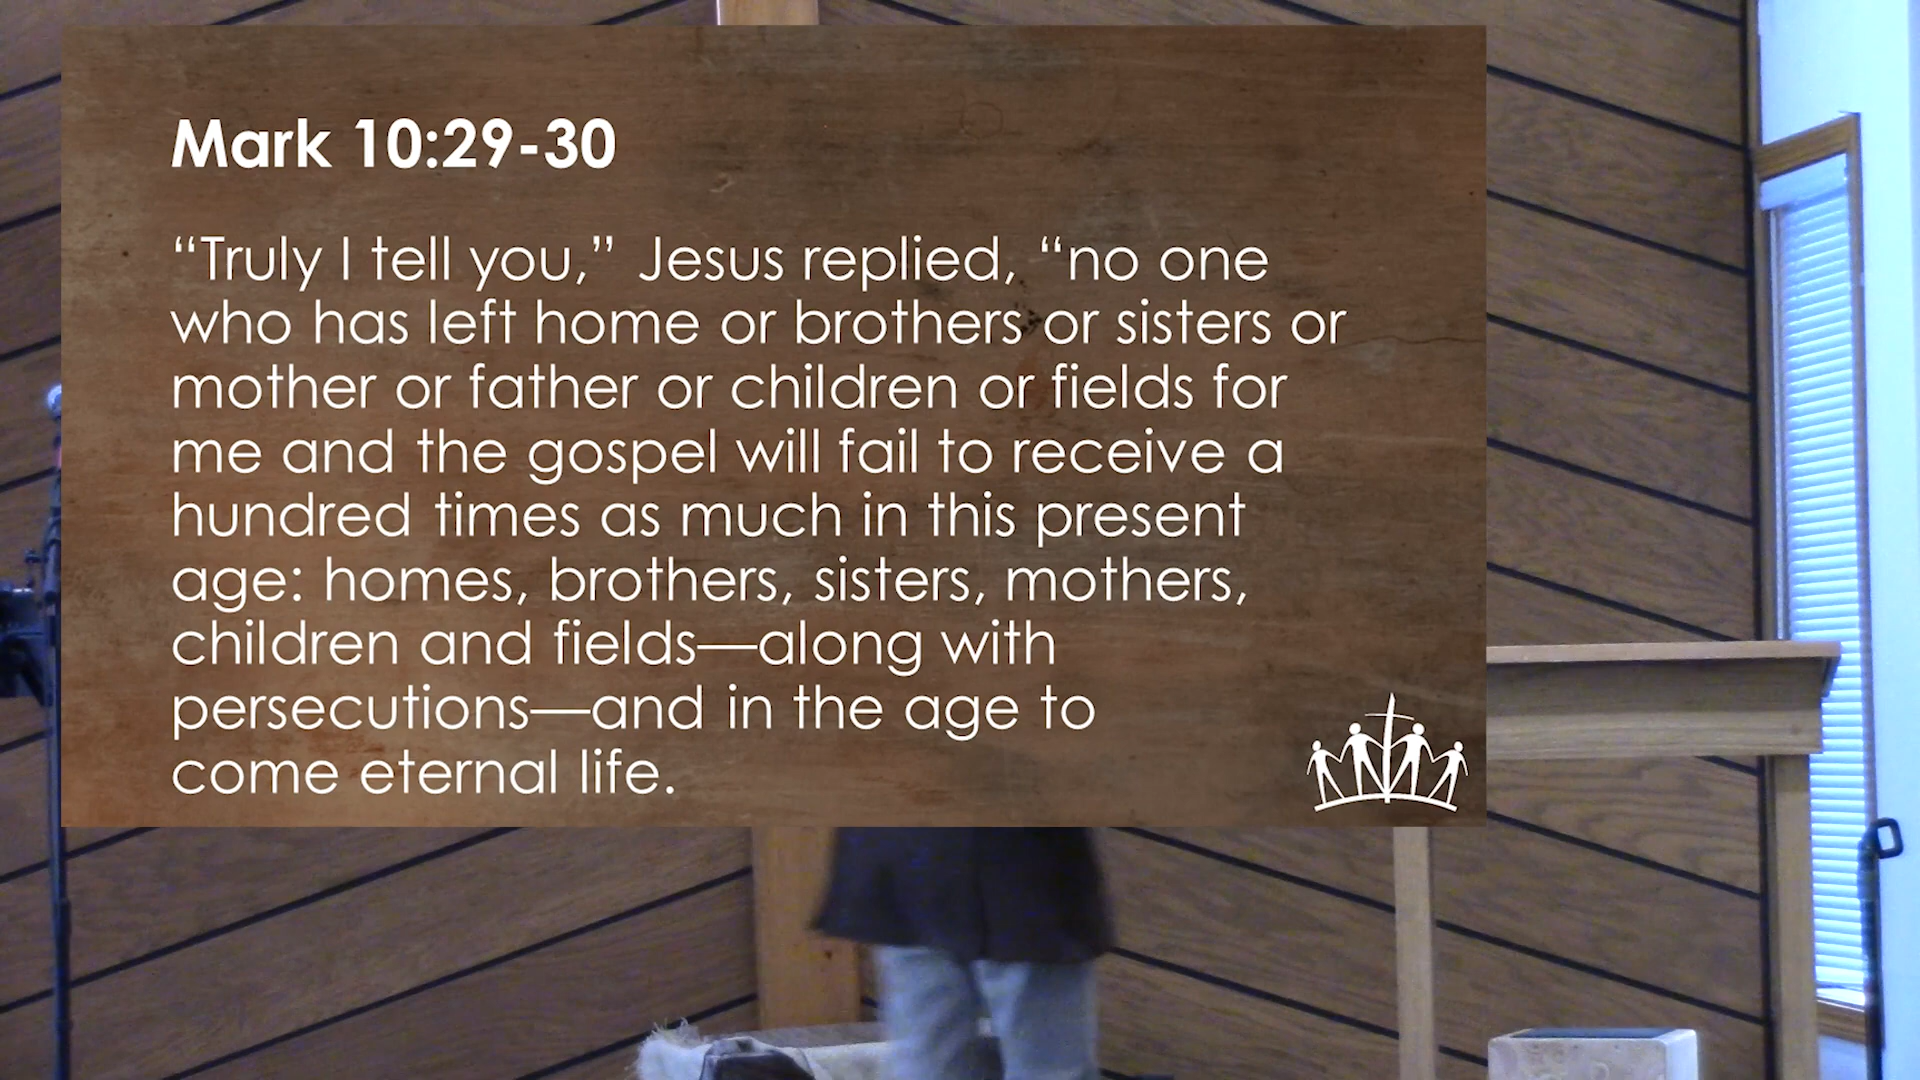 Mark 10:29-30
“Truly I tell you,” Jesus replied, “no one
who has left home or brothers or sisters or
mother or father or children or fields for
me and the gospel will fail to receive a
hundred times as much in this present
age: homes, brothers, sisters, mothers,
children and fields—along with
persecutions—and in the age to
come eternal life.